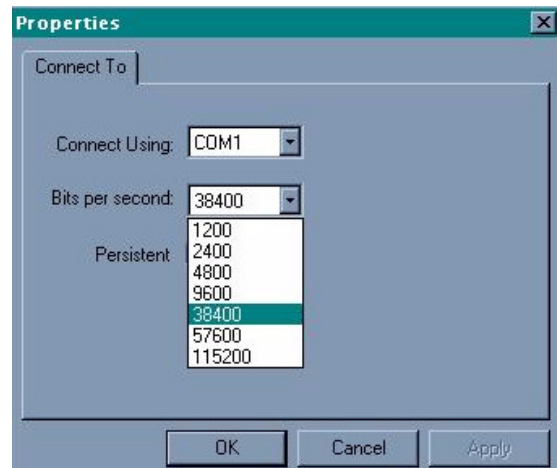 Properties
Connect To
Connect Using: COM1
Bits per second: 38400
1200
Persistent 2400
4800
9600
38400
57600
115200
OK Cancel Apply